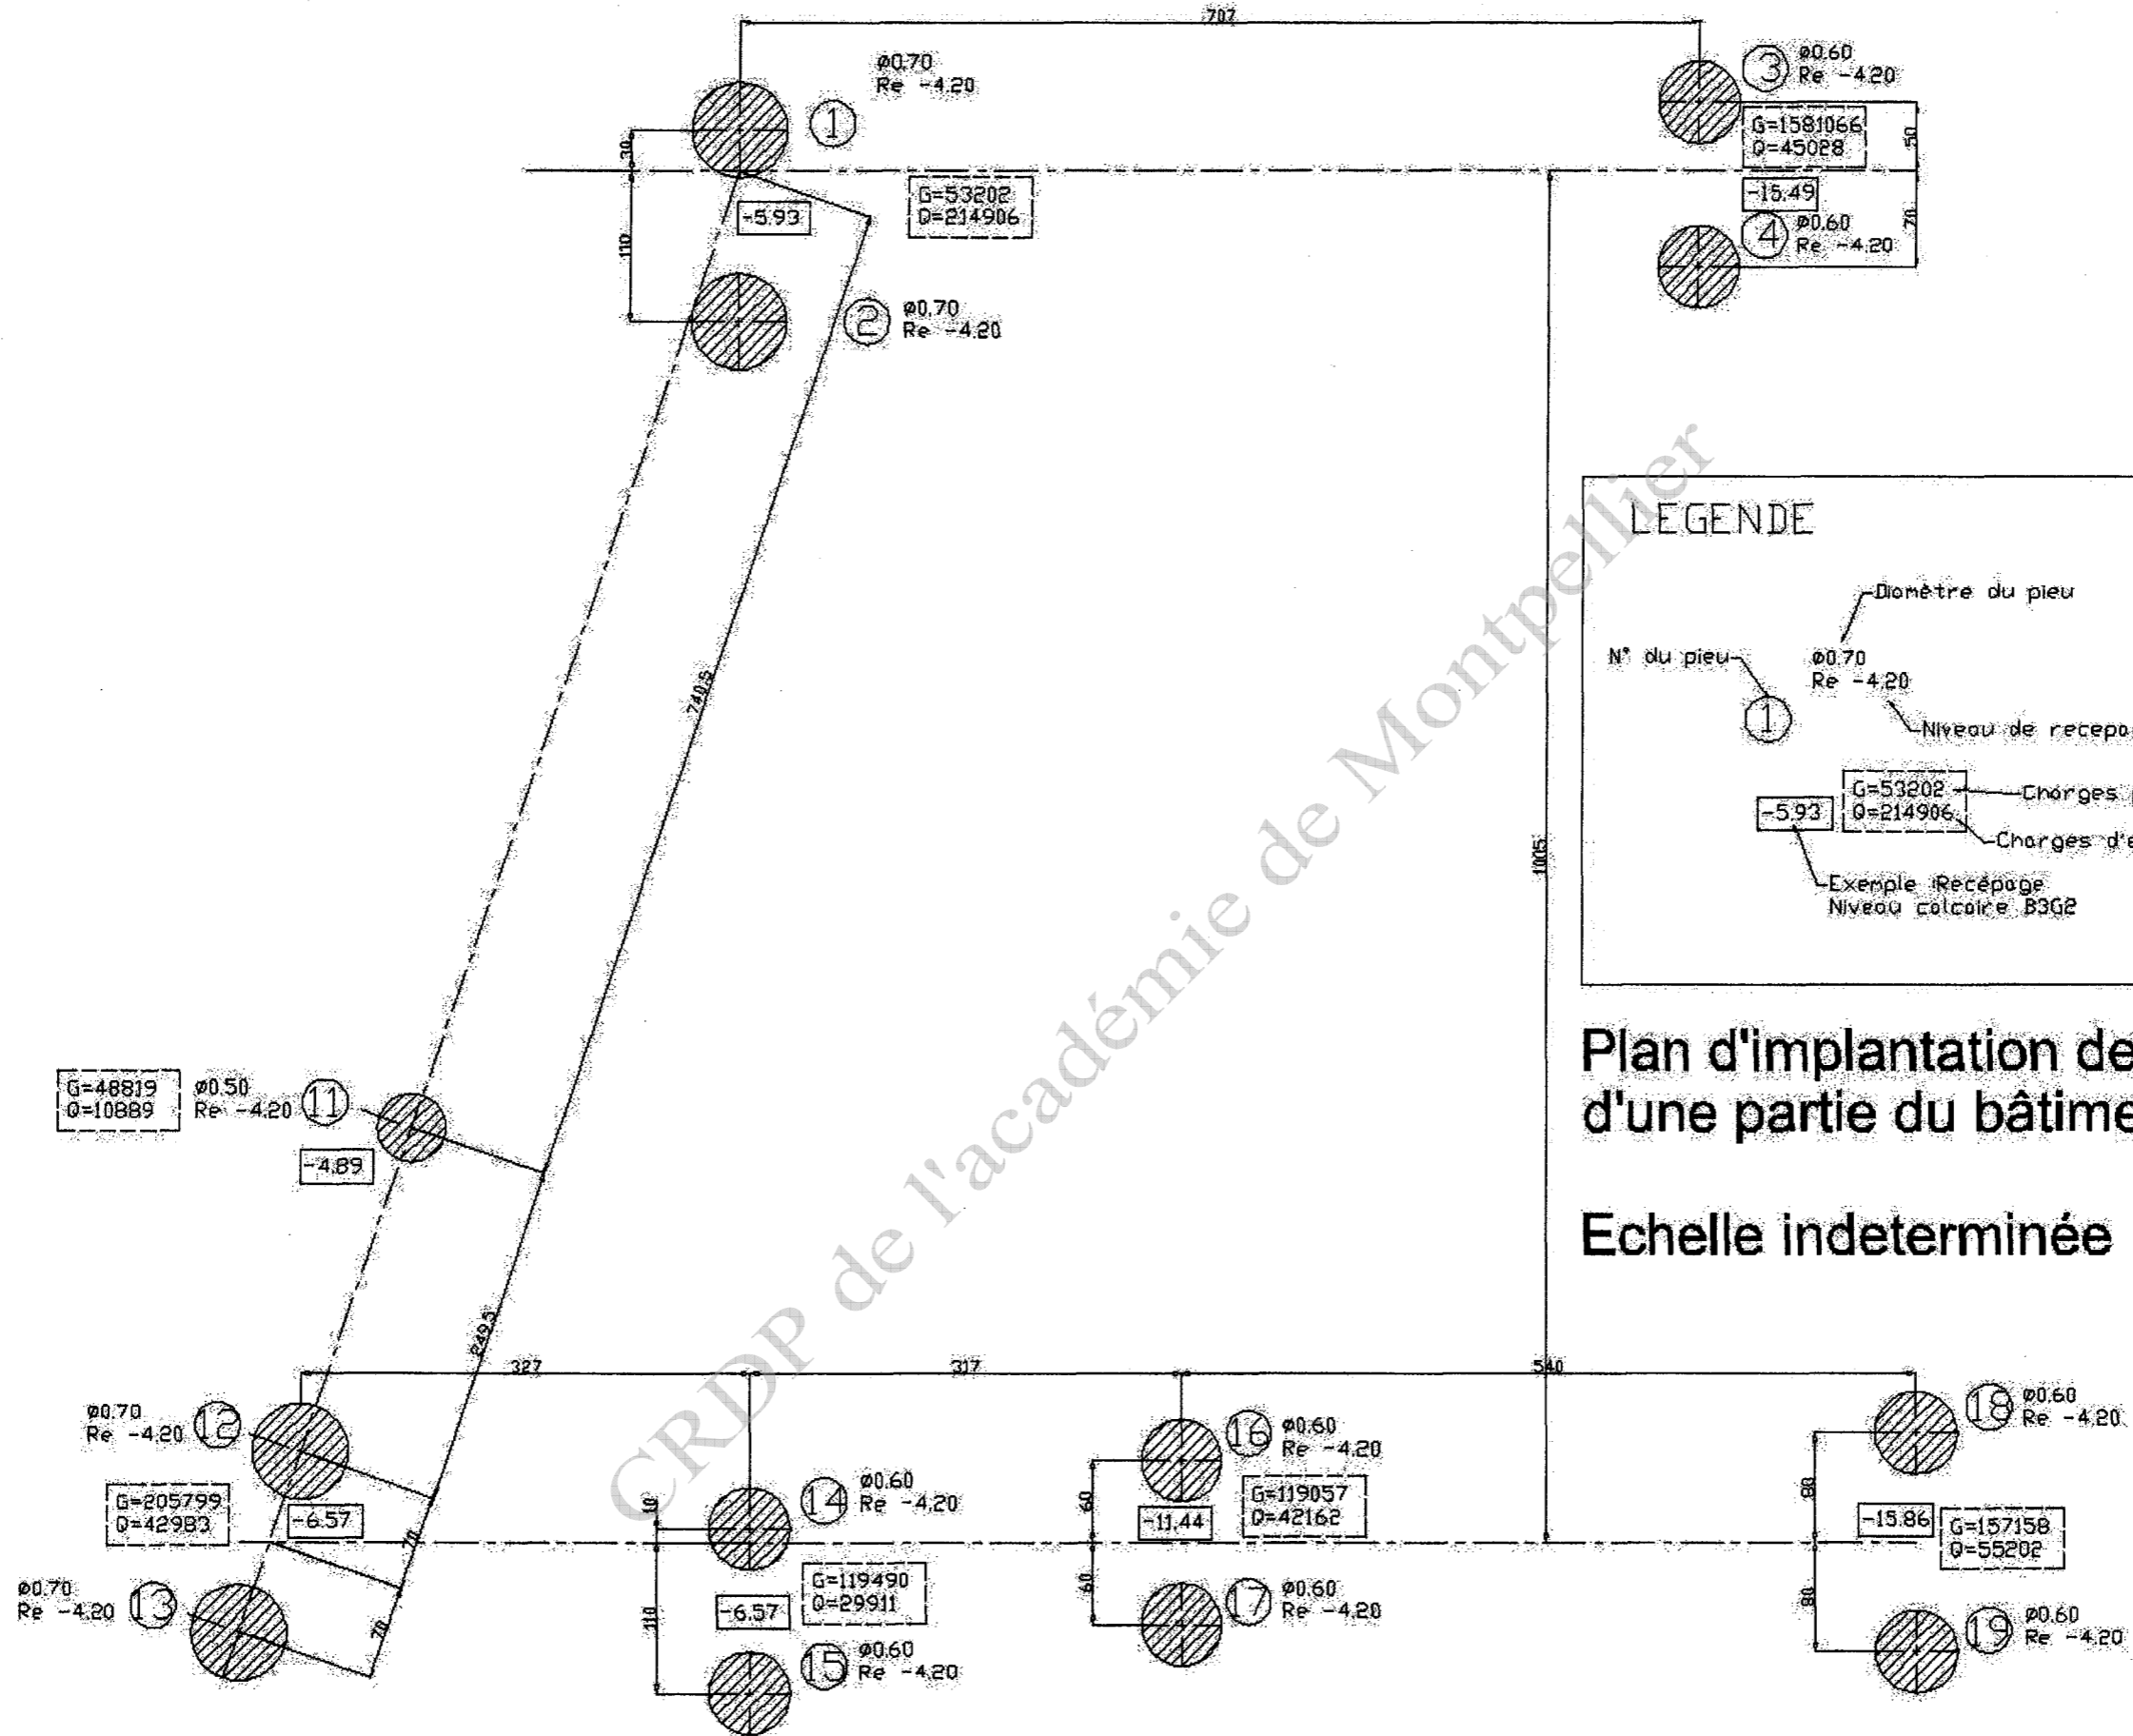 707
ø0.70
Re -4.20
1
30
110
-5.93
G=53202
Q=214906
2
ø0.70
Re -4.20
3
ø0.60
Re -4.20
G=1581066
Q=45028
50
-15.49
70
4
ø0.60
Re -4.20
740.5
1005
LEGENDE
Diamètre du pieu
N° du pieu
ø0.70
Re -4.20
1
Niveau de recepa
G=53202
Q=214906
Charges
-5.93
Charges d'e
Exemple Recépage
Niveau calcaire B3G2
Plan d'implantation de
d'une partie du bâtime
Echelle indeterminée
G=48819
Q=10889
ø0.50
Re -4.20
11
-4.89
249.5
327
317
540
ø0.70
Re -4.20
12
G=205799
Q=42983
-6.57
70
70
ø0.70
Re -4.20
13
10
110
14
ø0.60
Re -4.20
G=119490
Q=29911
-6.57
15
ø0.60
Re -4.20
60
60
16
ø0.60
Re -4.20
G=119057
Q=42162
-11.44
17
ø0.60
Re -4.20
80
80
18
ø0.60
Re -4.20
-15.86
G=157158
Q=55202
19
ø0.60
Re -4.20
CRDP de l'académie de Montpellier